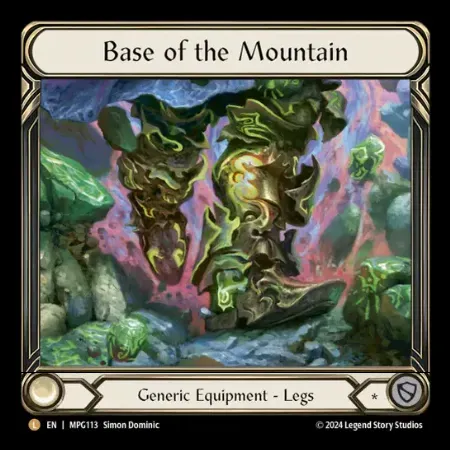 Base of the Mountain
Generic Equipment - Legs
*
L EN | MPG113 Simon Dominic © 2024 Legend Story Studios